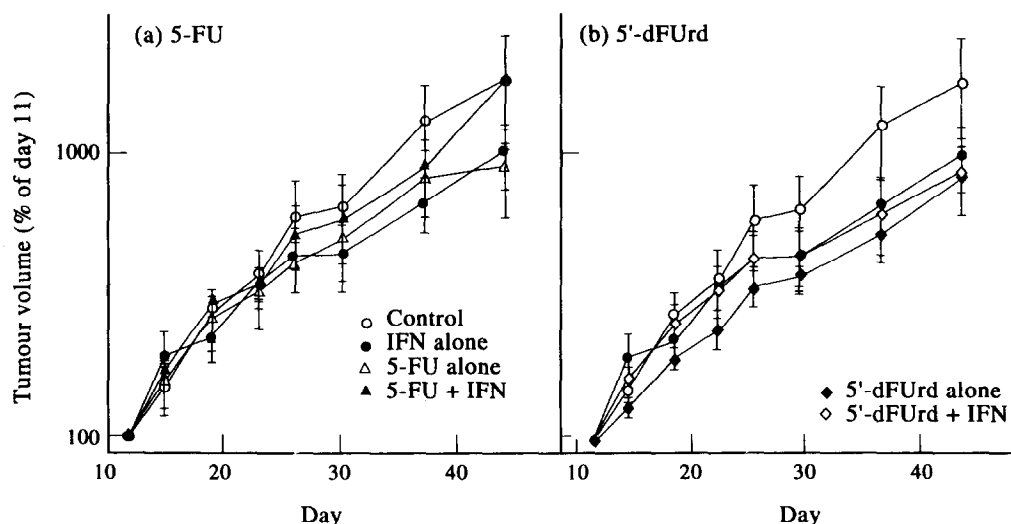 (a) 5-FU
(b) 5'-dFUrd
Tumour volume (% of day 11)
1000
100
Control
IFN alone
5-FU alone
5-FU + IFN
5'-dFUrd alone
5'-dFUrd + IFN
10 20 30 40
10 20 30 40
Day
Day